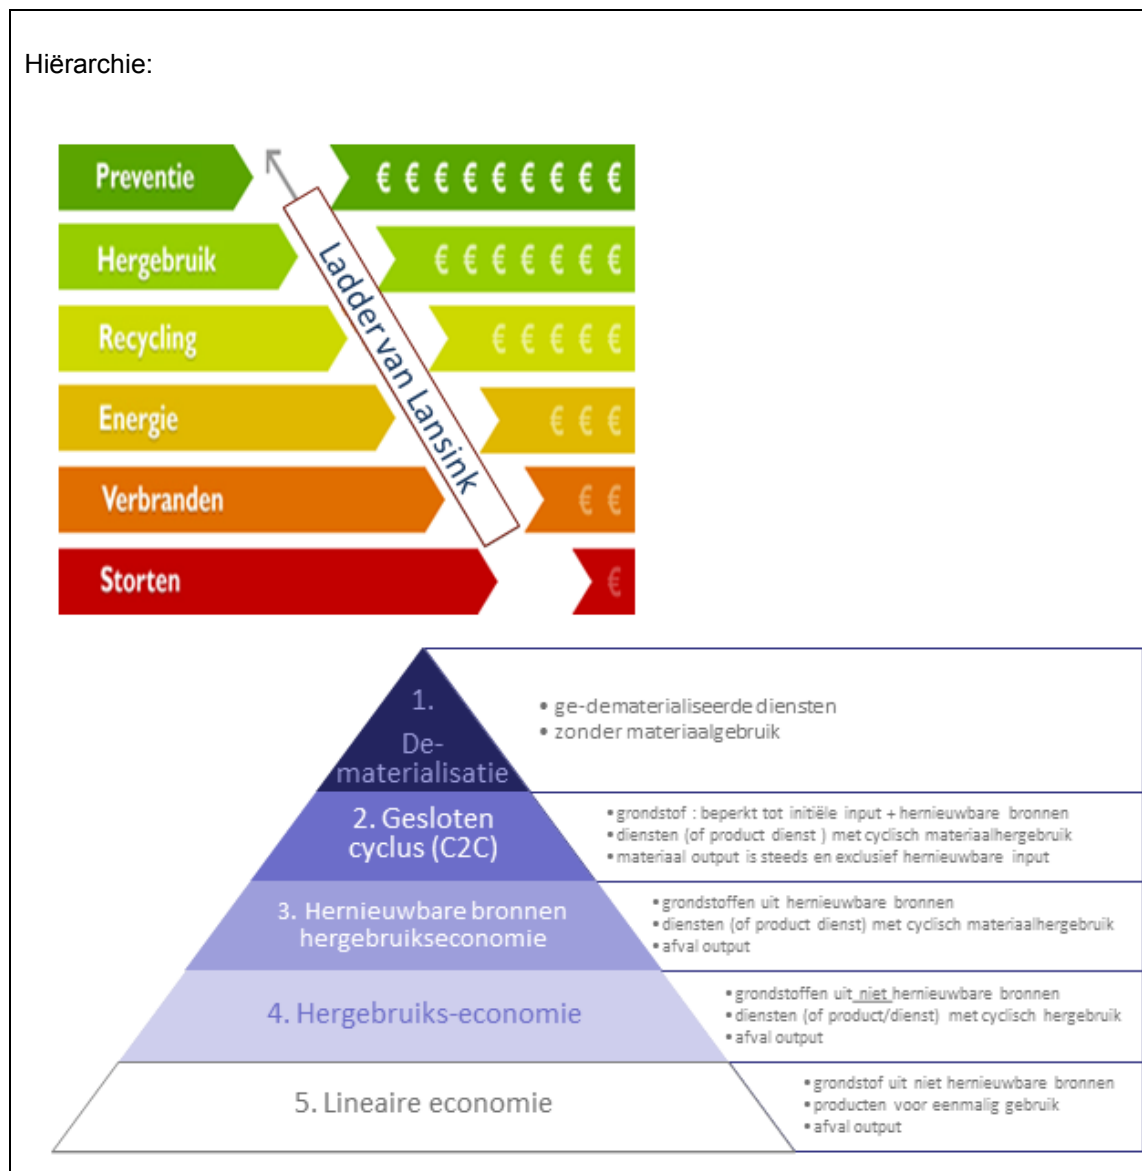 Hiërarchie:
Preventie € € € € € € € € €
Hergebruik € € € € € € €
Recycling € € € € €
Energie € € €
Verbranden € €
Storten €
Ladder van Lansink
1.
De-
materialisatie
• ge-dematerialiseerde diensten
• zonder materiaalgebruik
2. Gesloten
cyclus (C2C)
• grondstof : beperkt tot initiële input + hernieuwbare bronnen
• diensten (of product dienst ) met cyclisch materiaalhergebruik
• materiaal output is steeds en exclusief hernieuwbare input
3. Hernieuwbare bronnen
hergebruikseconomie
• grondstoffen uit hernieuwbare bronnen
• diensten (of product dienst) met cyclisch materiaalhergebruik
• afval output
4. Hergebruiks-economie
• grondstoffen uit niet hernieuwbare bronnen
• diensten (of product/dienst) met cyclisch hergebruik
• afval output
5. Lineaire economie
• grondstof uit niet hernieuwbare bronnen
• producten voor eenmalig gebruik
• afval output